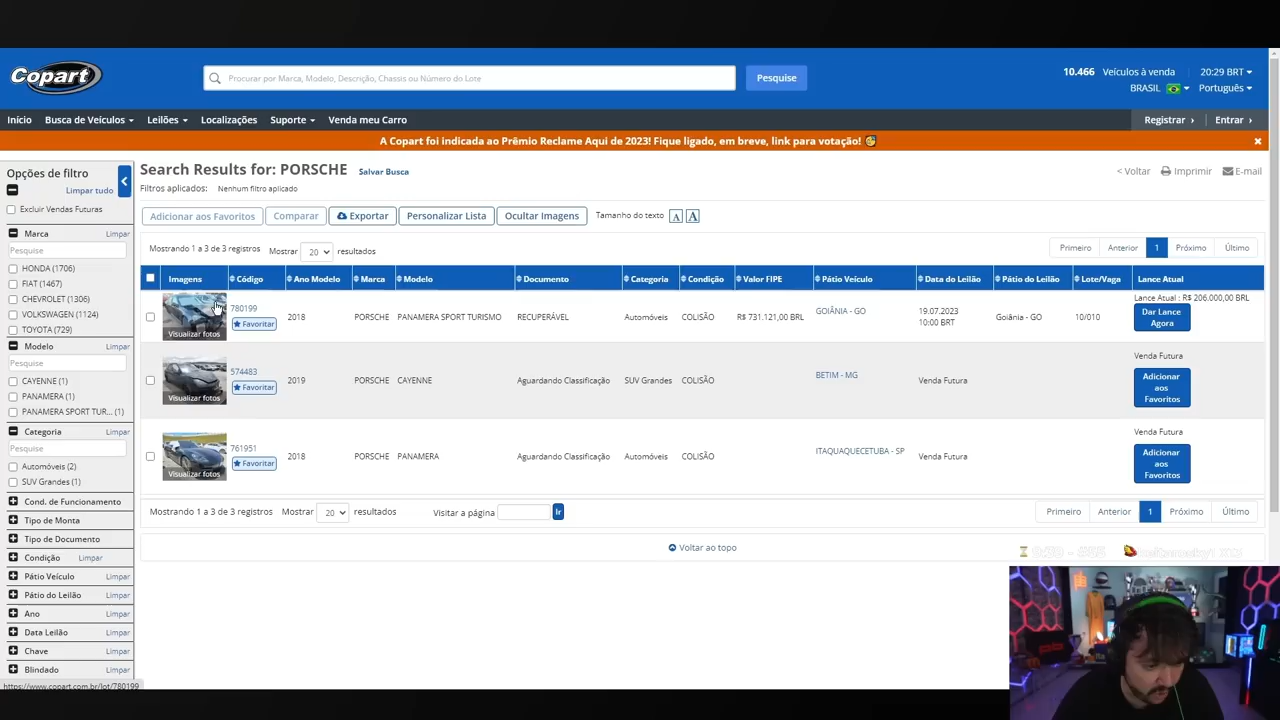 Copart
Procurar por Marca, Modelo, Descrição, Chassis ou Número do Lote
Pesquise
10.466 Veículos à venda
20:29 BRT
BRASIL
Português
Início
Busca de Veículos
Leilões
Localizações
Suporte
Venda meu Carro
Registrar
Entrar
A Copart foi indicada ao Prêmio Reclame Aqui de 2023! Fique ligado, em breve, link para votação!
Opções de filtro
Limpar tudo
Excluir Vendas Futuras
Marca Limpar
Pesquise
HONDA (1706)
FIAT (1467)
CHEVROLET (1306)
VOLKSWAGEN (1124)
TOYOTA (729)
Modelo Limpar
Pesquise
CAYENNE (1)
PANAMERA (1)
PANAMERA SPORT TUR... (1)
Categoria Limpar
Pesquise
Automóveis (2)
SUV Grandes (1)
Cond. de Funcionamento
Tipo de Monta
Tipo de Documento
Condição Limpar
Pátio Veículo Limpar
Pátio do Leilão Limpar
Ano Limpar
Data Leilão Limpar
Chave Limpar
Blindado Limpar
https://www.copart.com.br/lot/780199
Search Results for: PORSCHE Salvar Busca
< Voltar Imprimir E-mail
Filtros aplicados: Nenhum filtro aplicado
Adicionar aos Favoritos Comparar Exportar Personalizar Lista Ocultar Imagens Tamanho do texto A A
Mostrando 1 a 3 de 3 registros Mostrar 20 resultados
Primeiro Anterior 1 Próximo Último
Imagens Código Ano Modelo Marca Modelo Documento Categoria Condição Valor FIPE Pátio Veículo Data do Leilão Pátio do Leilão Lote/Vaga Lance Atual
Visualizar fotos
780199
Favoritar
2018 PORSCHE PANAMERA SPORT TURISMO RECUPERÁVEL Automóveis COLISÃO R$ 731.121,00 BRL GOIÂNIA - GO
19.07.2023
10:00 BRT
Goiânia - GO 10/010
Lance Atual : R$ 206.000,00 BRL
Dar Lance
Agora
Visualizar fotos
574483
Favoritar
2019 PORSCHE CAYENNE Aguardando Classificação SUV Grandes COLISÃO BETIM - MG Venda Futura
Venda Futura
Adicionar
aos
Favoritos
Visualizar fotos
761951
Favoritar
2018 PORSCHE PANAMERA Aguardando Classificação Automóveis COLISÃO ITAQUAQUECETUBA - SP Venda Futura
Venda Futura
Adicionar
aos
Favoritos
Mostrando 1 a 3 de 3 registros Mostrar 20 resultados Visitar a página Ir
Primeiro Anterior 1 Próximo Último
Voltar ao topo